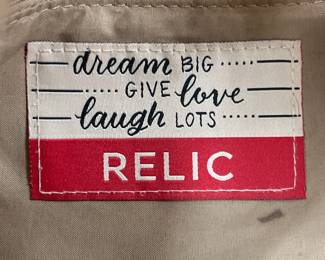 dream BIG
GIVE love
laugh LOTS
RELIC